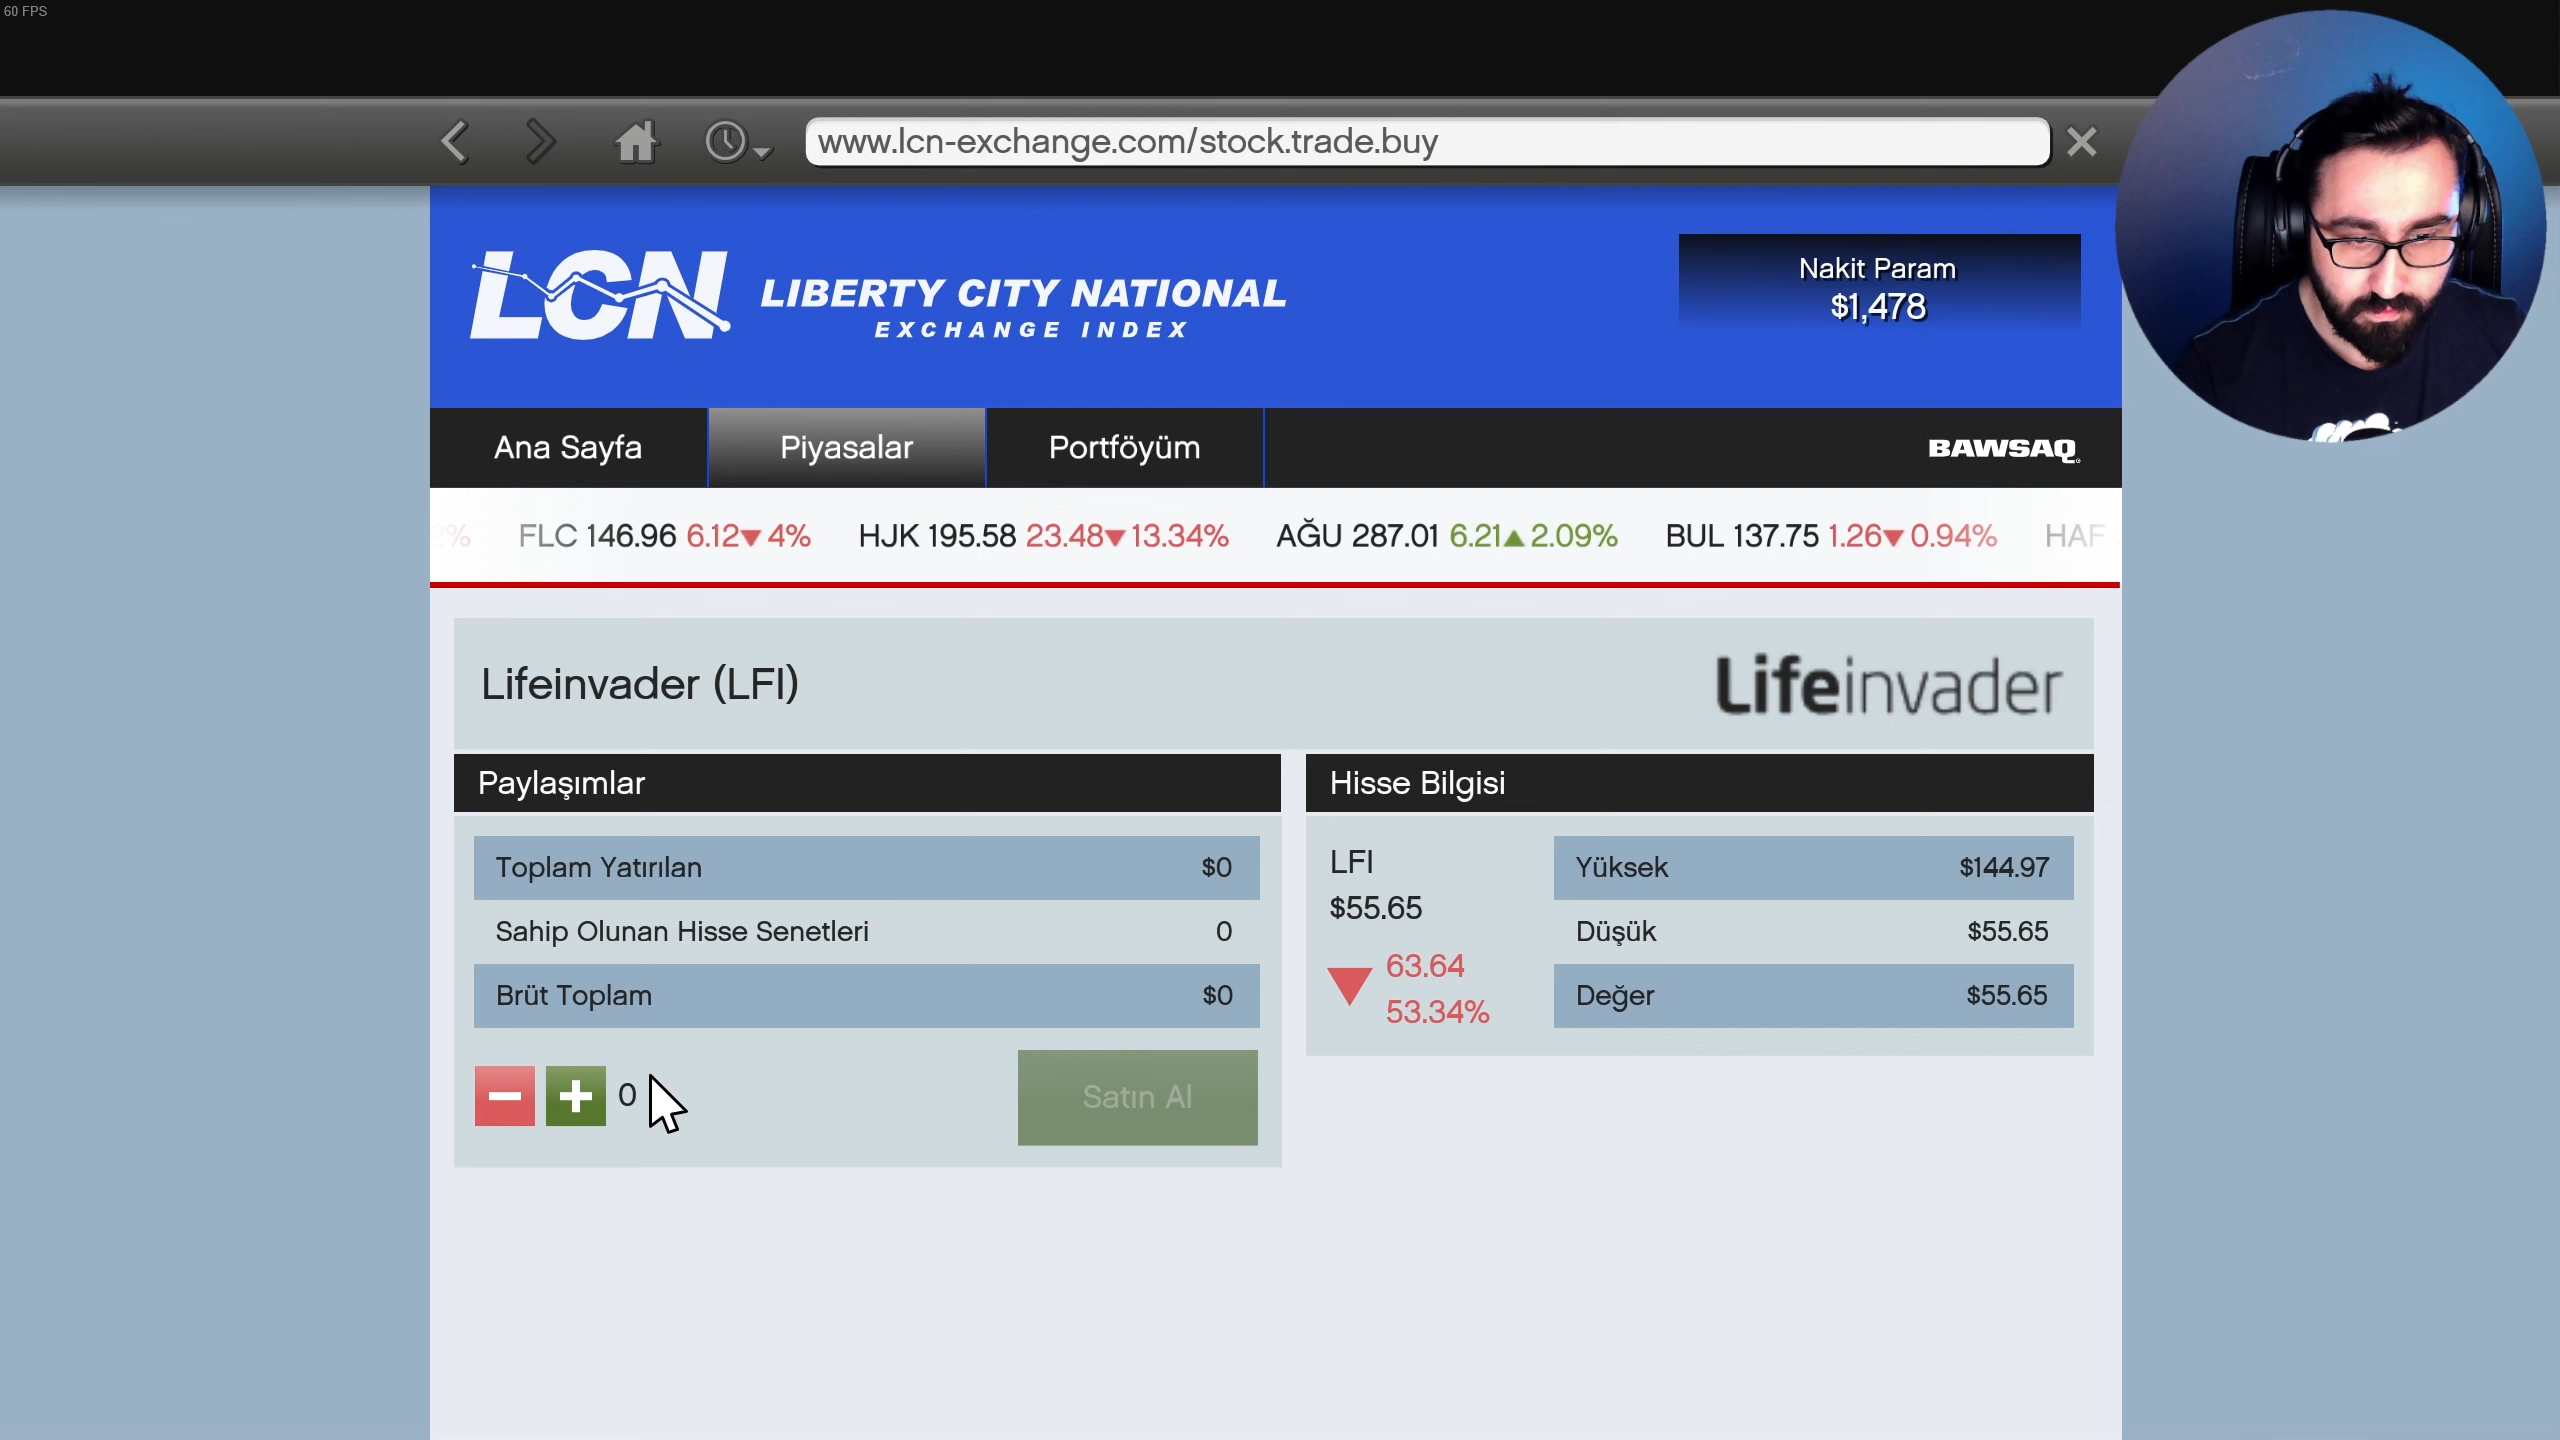 60 FPS
www.lcn-exchange.com/stock.trade.buy
LCN
LIBERTY CITY NATIONAL
EXCHANGE INDEX
Nakit Param
$1,478
Ana Sayfa Piyasalar Portföyüm BAWSAQ
2% FLC 146.96 6.12▼4% HJK 195.58 23.48▼13.34% AĞU 287.01 6.21▲2.09% BUL 137.75 1.26▼0.94% HAF
Lifeinvader (LFI) Lifeinvader
Paylaşımlar
Toplam Yatırılan $0
Sahip Olunan Hisse Senetleri 0
Brüt Toplam $0
0 Satın Al
Hisse Bilgisi
LFI
$55.65
63.64
53.34%
Yüksek $144.97
Düşük $55.65
Değer $55.65